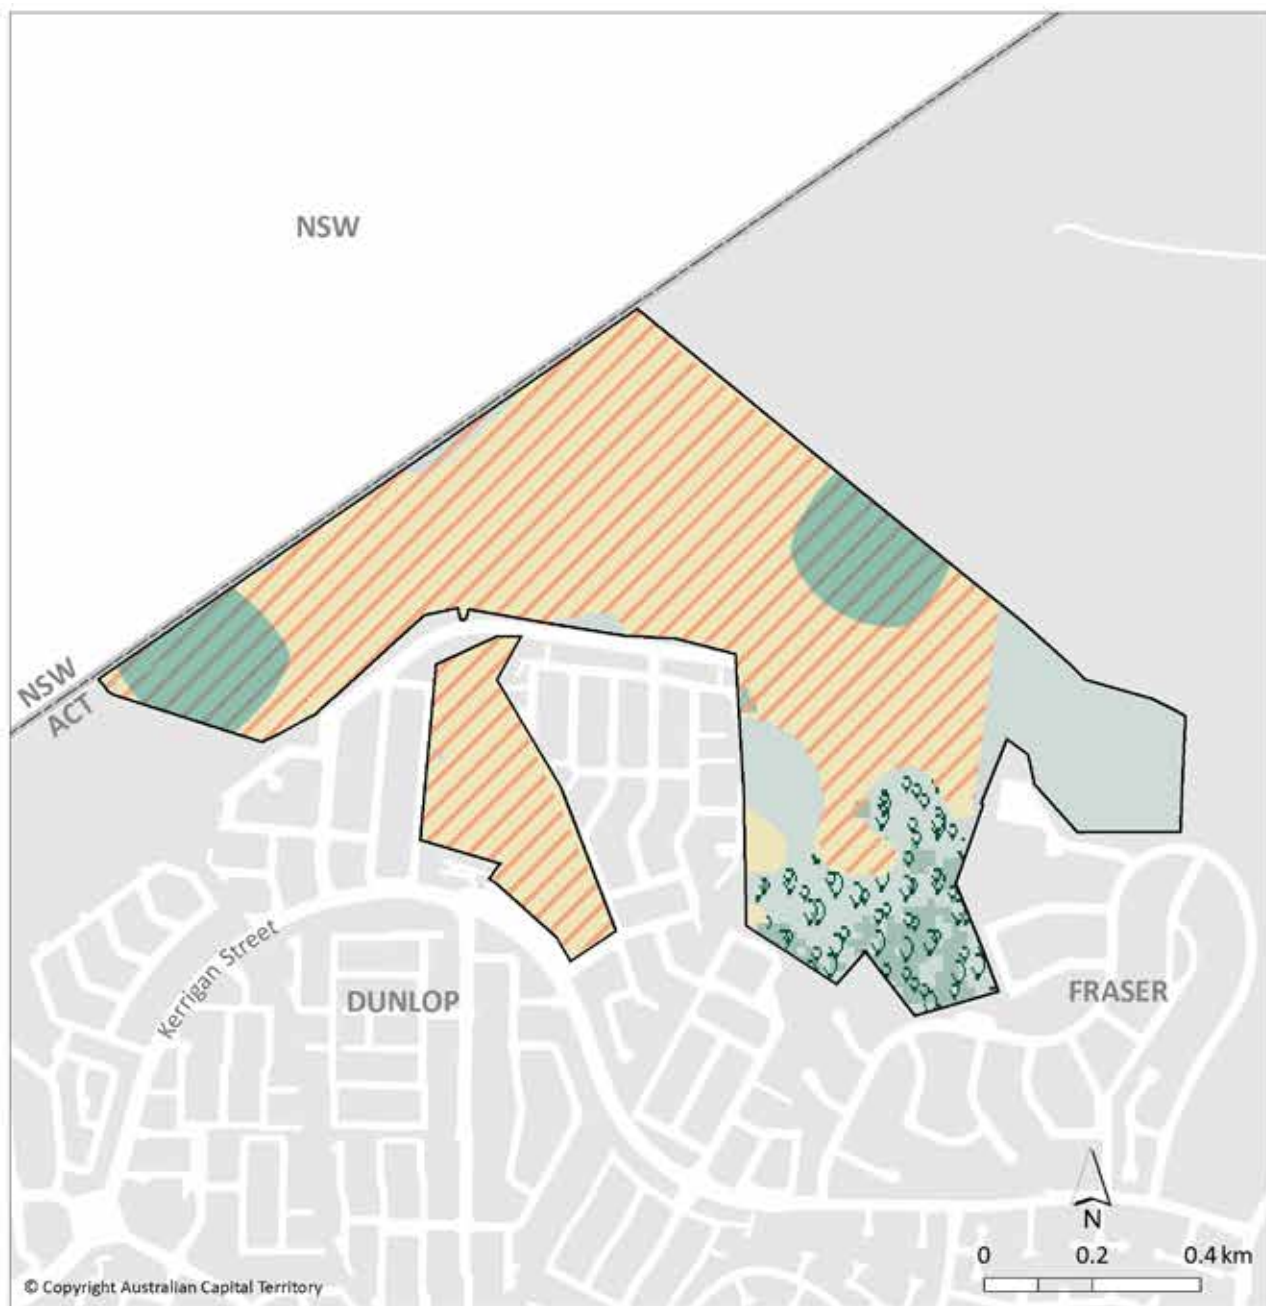 NSW
NSW
ACT
Kerrigan Street
DUNLOP
FRASER
N
0 0.2 0.4 km
© Copyright Australian Capital Territory